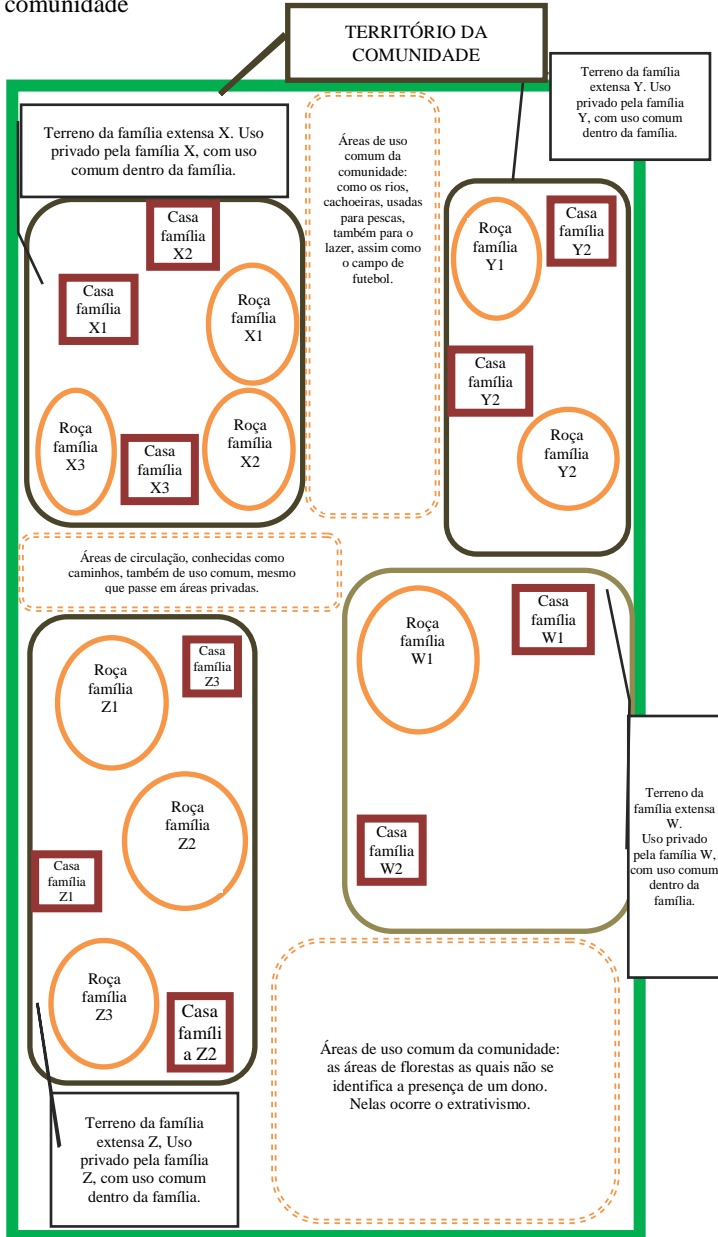 comunidade
TERRITÓRIO DA
COMUNIDADE
Terreno da família
extensa Y. Uso
privado pela família
Y, com uso comum
dentro da família.
Terreno da família extensa X. Uso
privado pela família X, com uso
comum dentro da família.
Áreas de uso
comum da
comunidade:
como os rios,
cachoeiras, usadas
para pescas,
também para o
lazer, assim como
o campo de
futebol.
Casa
família
X2
Casa
família
X1
Roça
família
X1
Roça
família
X3
Casa
família
X3
Roça
família
X2
Roça
família
Y1
Casa
família
Y2
Casa
família
Y2
Roça
família
Y2
Áreas de circulação, conhecidas como
caminhos, também de uso comum, mesmo
que passe em áreas privadas.
Roça
família
W1
Casa
família
W1
Casa
família
W2
Terreno da
família extensa
W.
Uso privado
pela família W,
com uso comum
dentro da
família.
Roça
família
Z1
Casa
família
Z3
Roça
família
Z2
Casa
família
Z1
Roça
família
Z3
Casa
famíli
a Z2
Áreas de uso comum da comunidade:
as áreas de florestas as quais não se
identifica a presença de um dono.
Nelas ocorre o extrativismo.
Terreno da família
extensa Z, Uso
privado pela família
Z, com uso comum
dentro da família.